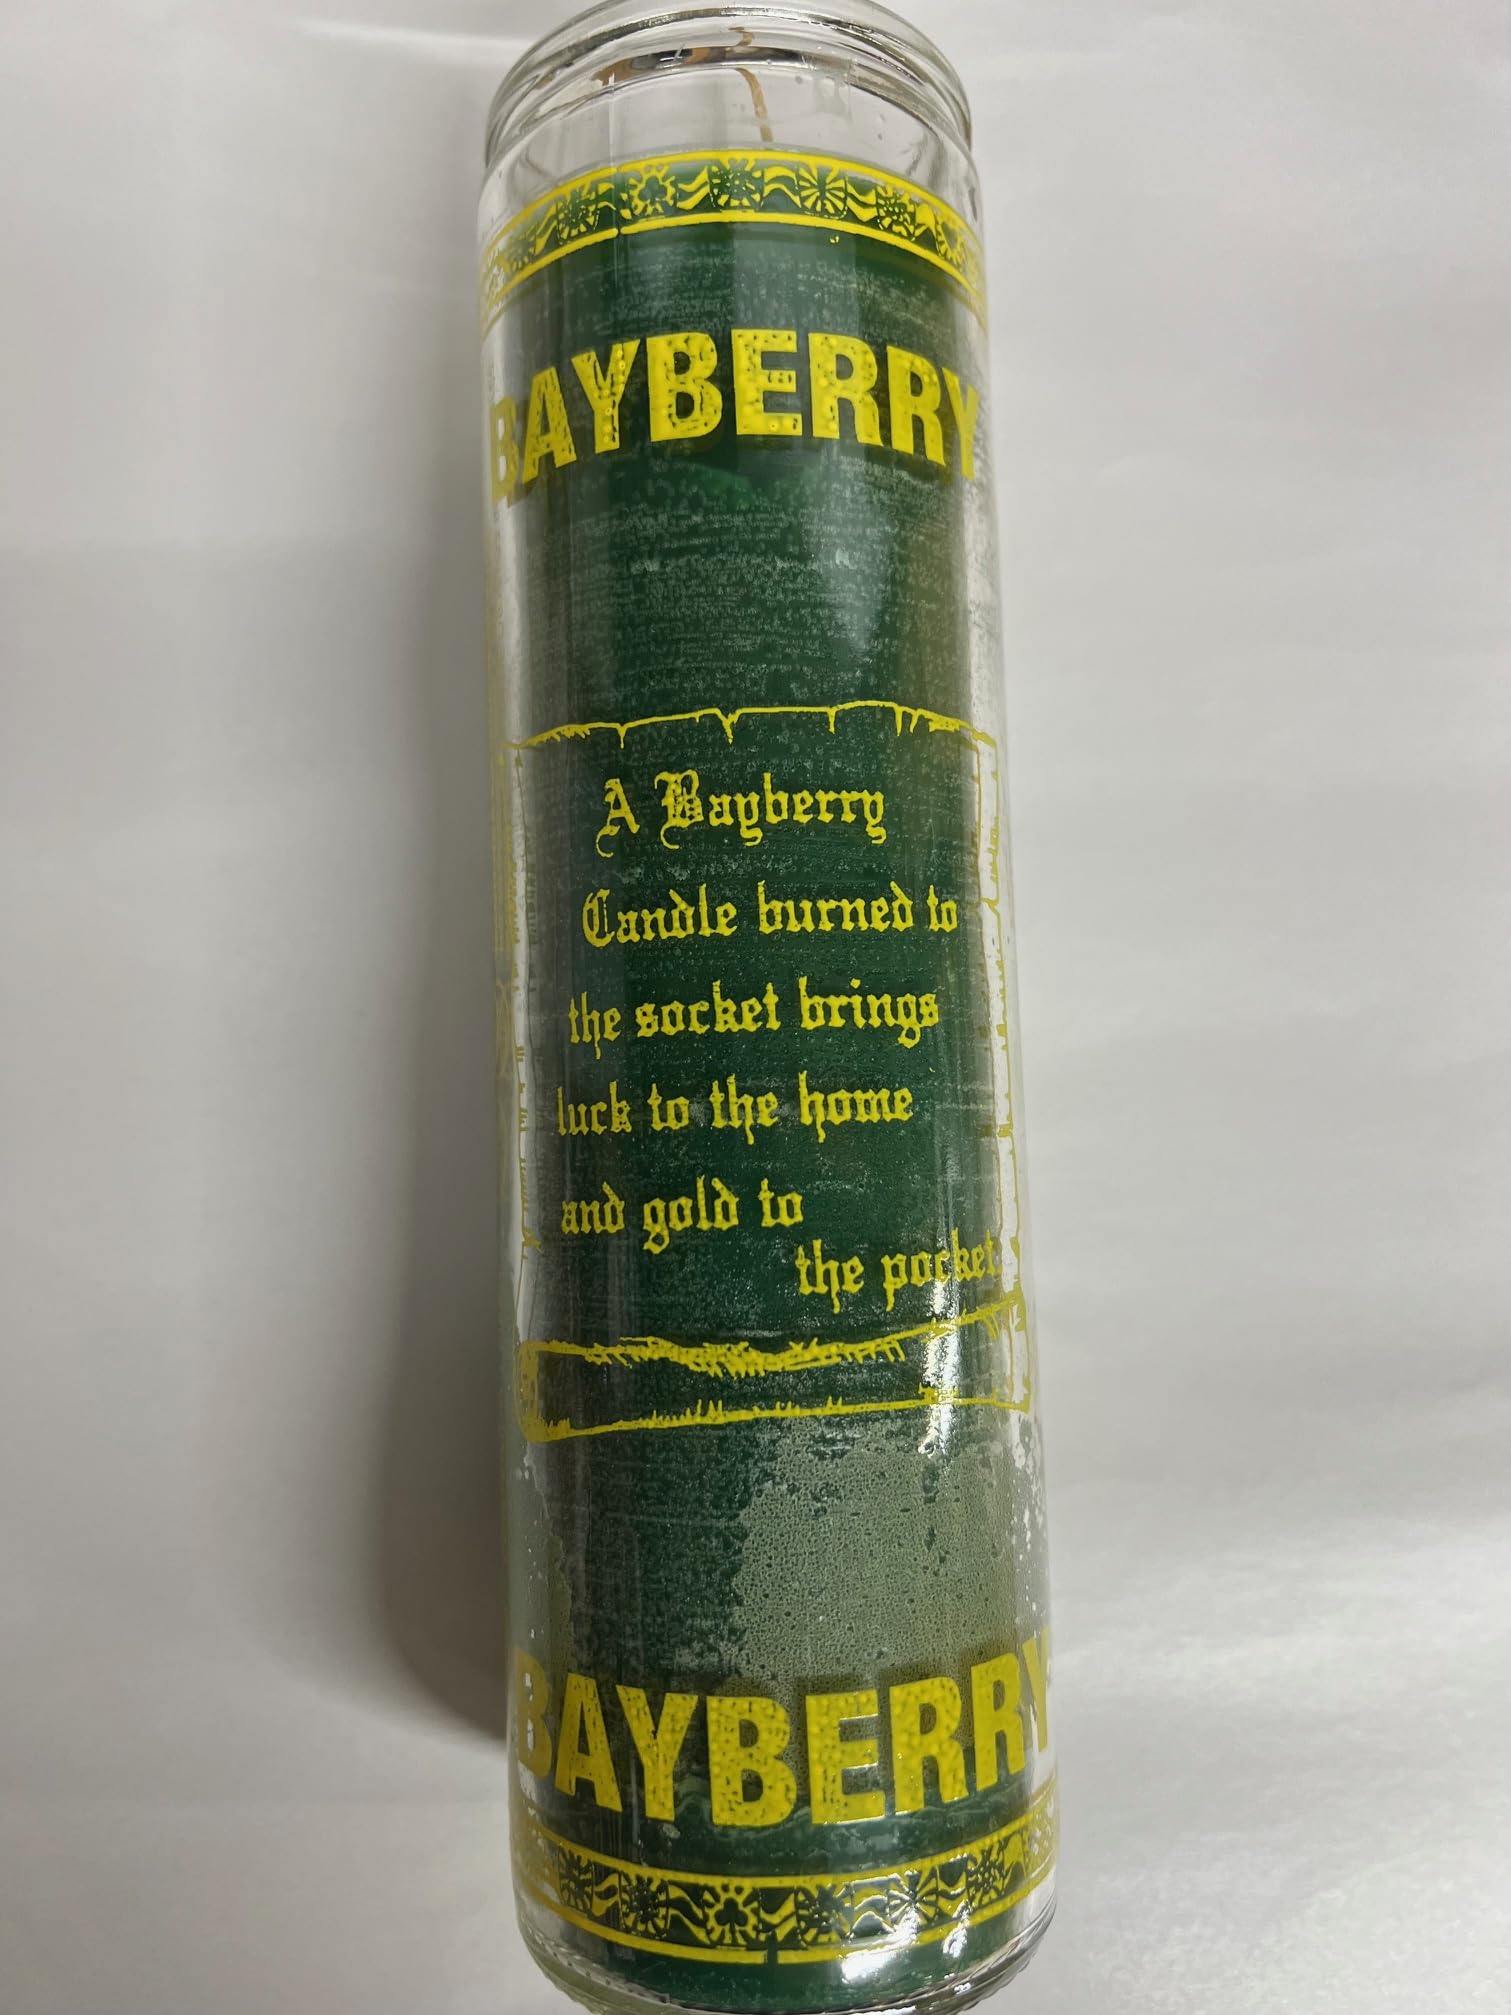 BAYBERRY
A Bayberry
Candle burned to
the socket brings
luck to the home
and gold to
the pocket.
BAYBERRY